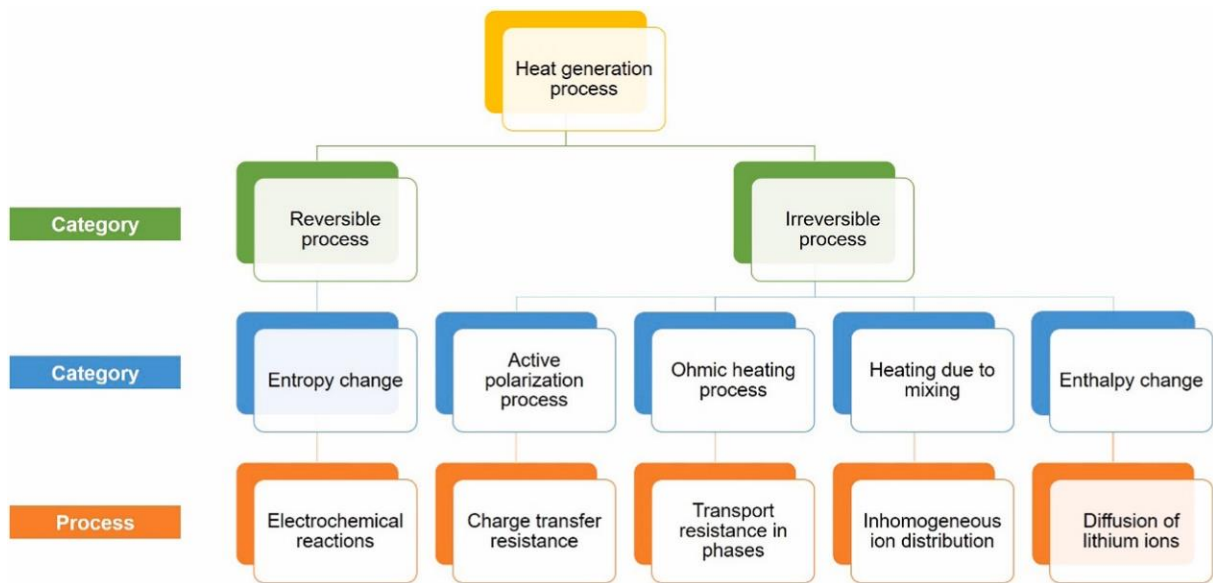 Heat generation
process
Category
Reversible
process
Irreversible
process
Category
Entropy change
Active
polarization
process
Ohmic heating
process
Heating due to
mixing
Enthalpy change
Process
Electrochemical
reactions
Charge transfer
resistance
Transport
resistance in
phases
Inhomogeneous
ion distribution
Diffusion of
lithium ions